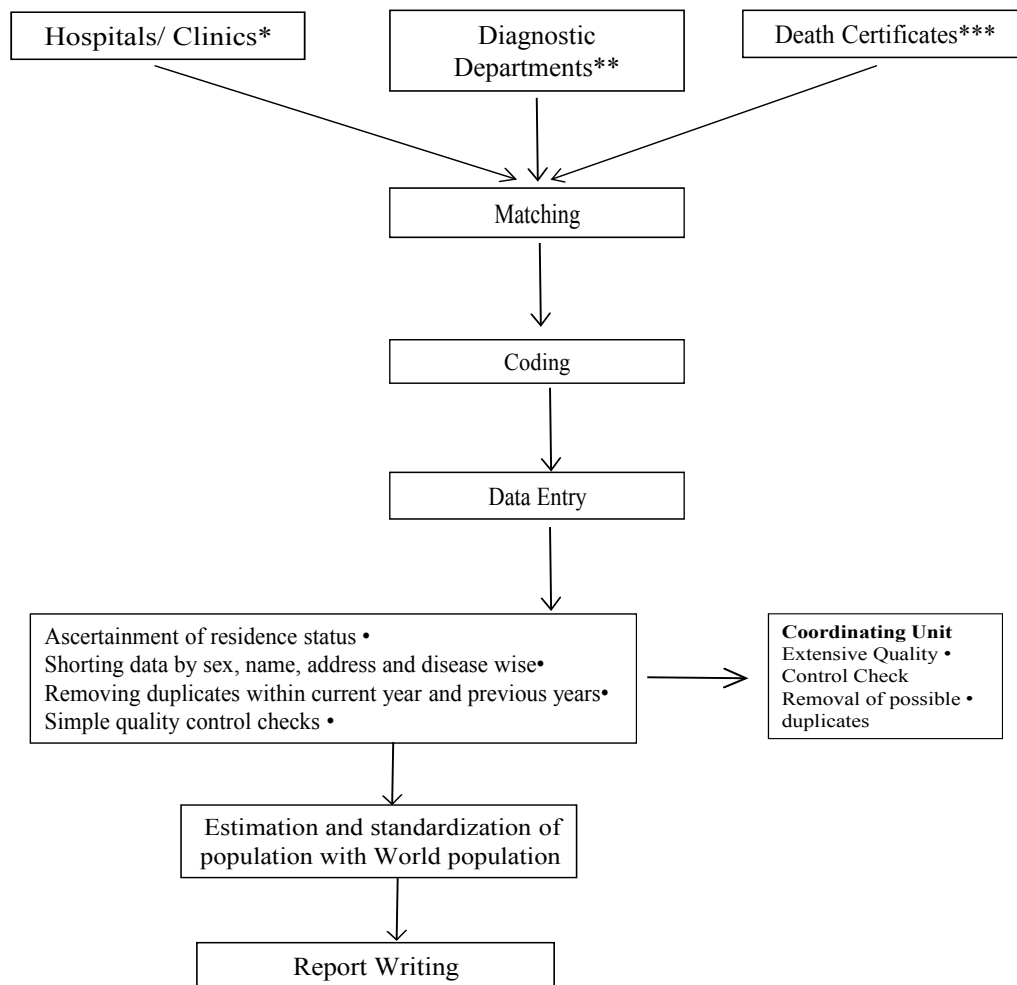 Hospitals/ Clinics*
Diagnostic
Departments**
Death Certificates***
Matching
Coding
Data Entry
Ascertainment of residence status •
Shorting data by sex, name, address and disease wise•
Removing duplicates within current year and previous years•
Simple quality control checks •
Coordinating Unit
Extensive Quality •
Control Check
Removal of possible •
duplicates
Estimation and standardization of
population with World population
Report Writing